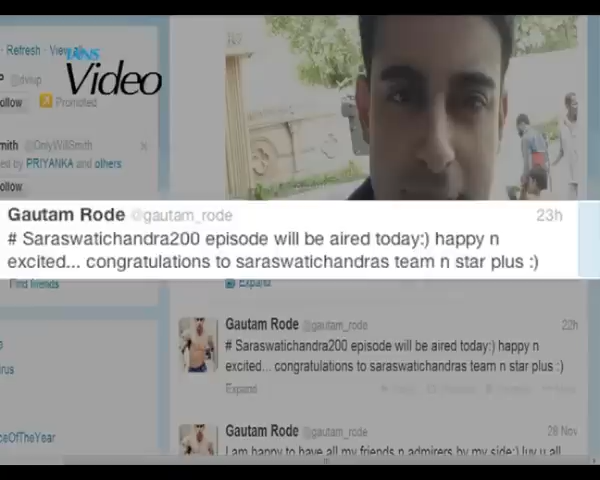 Refresh · View all
IANS
Video
@dvlup
ollow
Promoted
mith @OnlyWillSmith
ed by PRIYANKA and others
ollow
Gautam Rode @gautam_rode 23h
# Saraswatichandra200 episode will be aired today:) happy n
excited... congratulations to saraswatichandras team n star plus :)
Find friends
Expand
Gautam Rode @gautam_rode 22h
# Saraswatichandra200 episode will be aired today:) happy n
excited... congratulations to saraswatichandras team n star plus :)
Expand
ceOfTheYear
Gautam Rode @gautam_rode 28 Nov
I am happy to have all my friends n admirers by my side:) luv u all